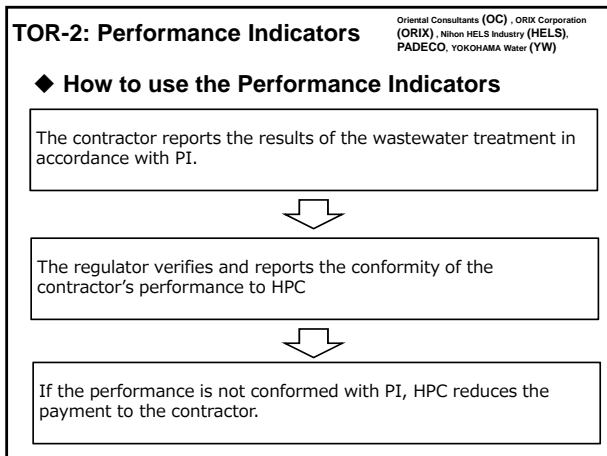 TOR-2: Performance Indicators
Oriental Consultants (OC) , ORIX Corporation
(ORIX) , Nihon HELS Industry (HELS),
PADECO, YOKOHAMA Water (YW)
◆ How to use the Performance Indicators
The contractor reports the results of the wastewater treatment in
accordance with PI.
The regulator verifies and reports the conformity of the
contractor’s performance to HPC
If the performance is not conformed with PI, HPC reduces the
payment to the contractor.